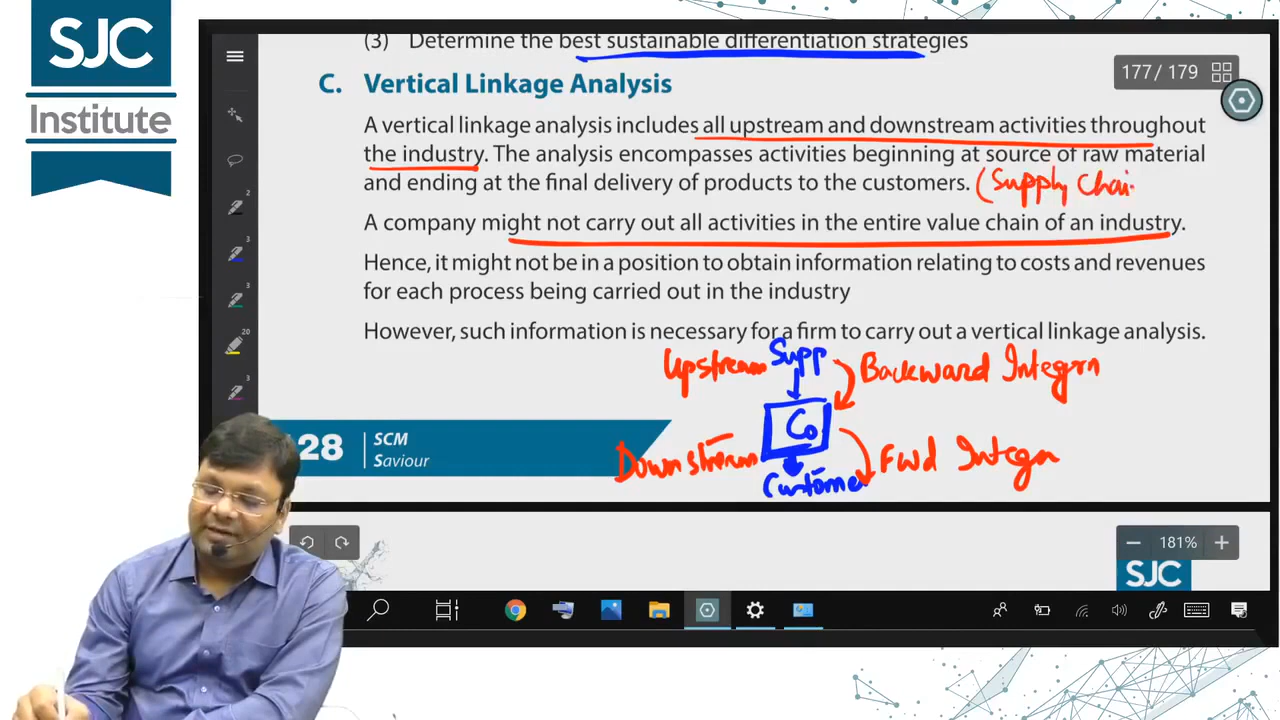 SJC
Institute
(3) Determine the best sustainable differentiation strategies
177 / 179
C. Vertical Linkage Analysis
A vertical linkage analysis includes all upstream and downstream activities throughout
the industry. The analysis encompasses activities beginning at source of raw material
and ending at the final delivery of products to the customers. (Supply Chai
A company might not carry out all activities in the entire value chain of an industry.
Hence, it might not be in a position to obtain information relating to costs and revenues
for each process being carried out in the industry
However, such information is necessary for a firm to carry out a vertical linkage analysis.
Upstream Supp Backward Integrn
Co
Downstream Fwd Integn
Custome
28 SCM
Saviour
2
3
3
20
3
181%
SJC